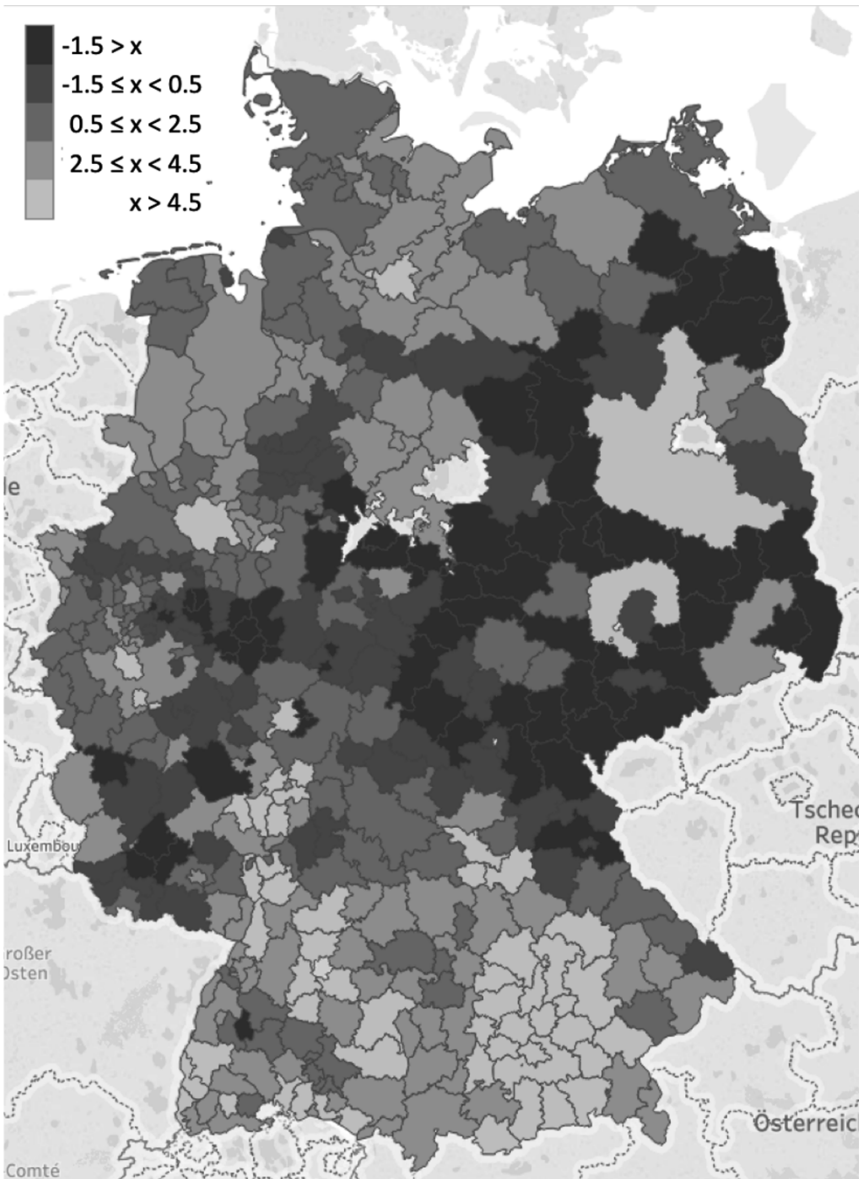 -1.5 > x
-1.5 ≤ x < 0.5
0.5 ≤ x < 2.5
2.5 ≤ x < 4.5
x > 4.5
le
Tschec
Rep
Luxembou
roßer
Osten
Österreich
Comté